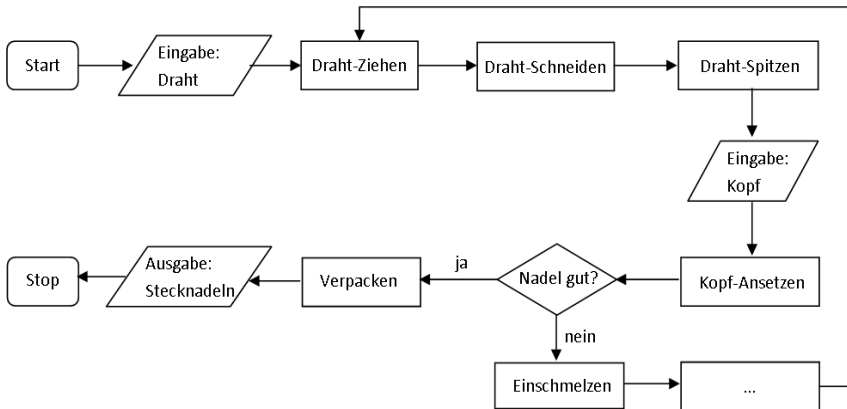 Start
Eingabe:
Draht
Draht-Ziehen
Draht-Schneiden
Draht-Spitzen
Eingabe:
Kopf
Kopf-Ansetzen
Nadel gut?
ja
Verpacken
Ausgabe:
Stecknadeln
Stop
nein
Einschmelzen
...